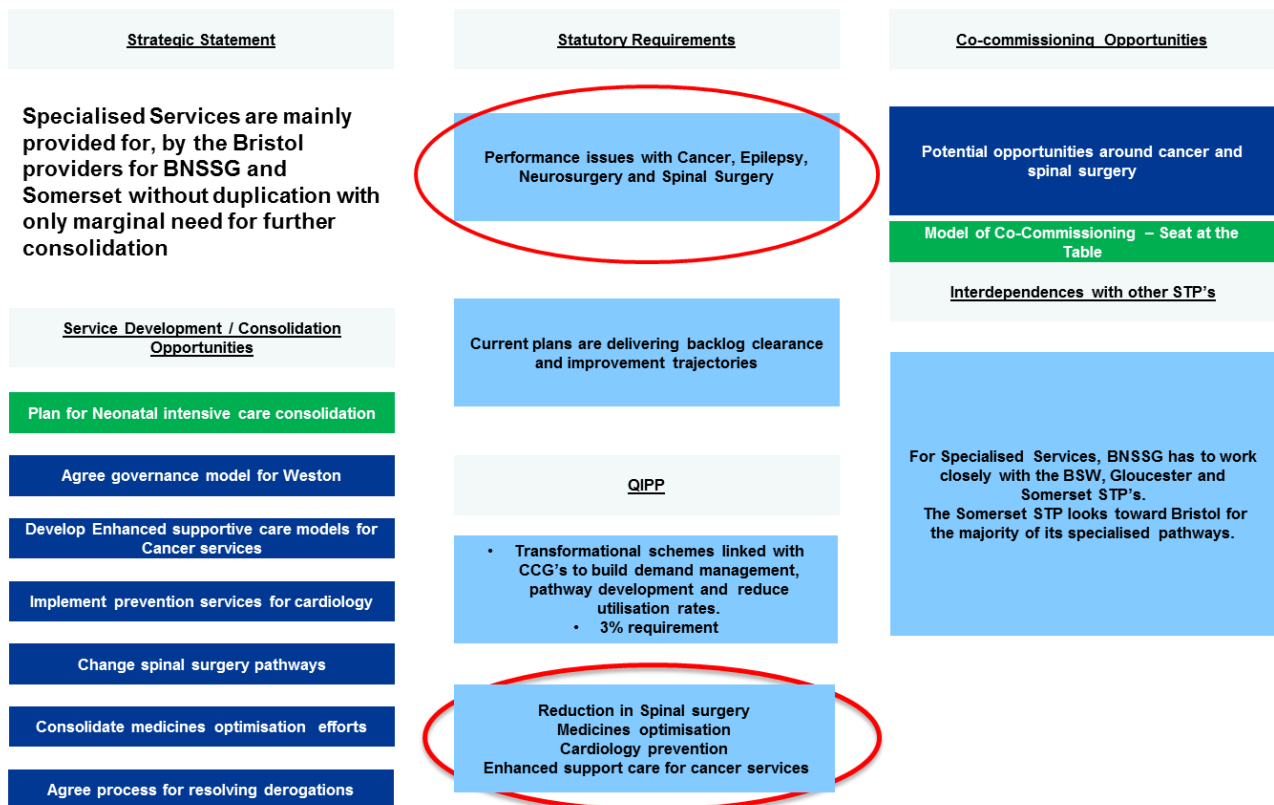 Strategic Statement
Specialised Services are mainly
provided for, by the Bristol
providers for BNSSG and
Somerset without duplication with
only marginal need for further
consolidation
Service Development / Consolidation
Opportunities
Plan for Neonatal intensive care consolidation
Agree governance model for Weston
Develop Enhanced supportive care models for
Cancer services
Implement prevention services for cardiology
Change spinal surgery pathways
Consolidate medicines optimisation efforts
Agree process for resolving derogations
Statutory Requirements
Performance issues with Cancer, Epilepsy,
Neurosurgery and Spinal Surgery
Current plans are delivering backlog clearance
and improvement trajectories
QIPP
• Transformational schemes linked with
CCG's to build demand management,
pathway development and reduce
utilisation rates.
• 3% requirement
Reduction in Spinal surgery
Medicines optimisation
Cardiology prevention
Enhanced support care for cancer services
Co-commissioning Opportunities
Potential opportunities around cancer and
spinal surgery
Model of Co-Commissioning – Seat at the
Table
Interdependences with other STP's
For Specialised Services, BNSSG has to work
closely with the BSW, Gloucester and
Somerset STP's.
The Somerset STP looks toward Bristol for
the majority of its specialised pathways.